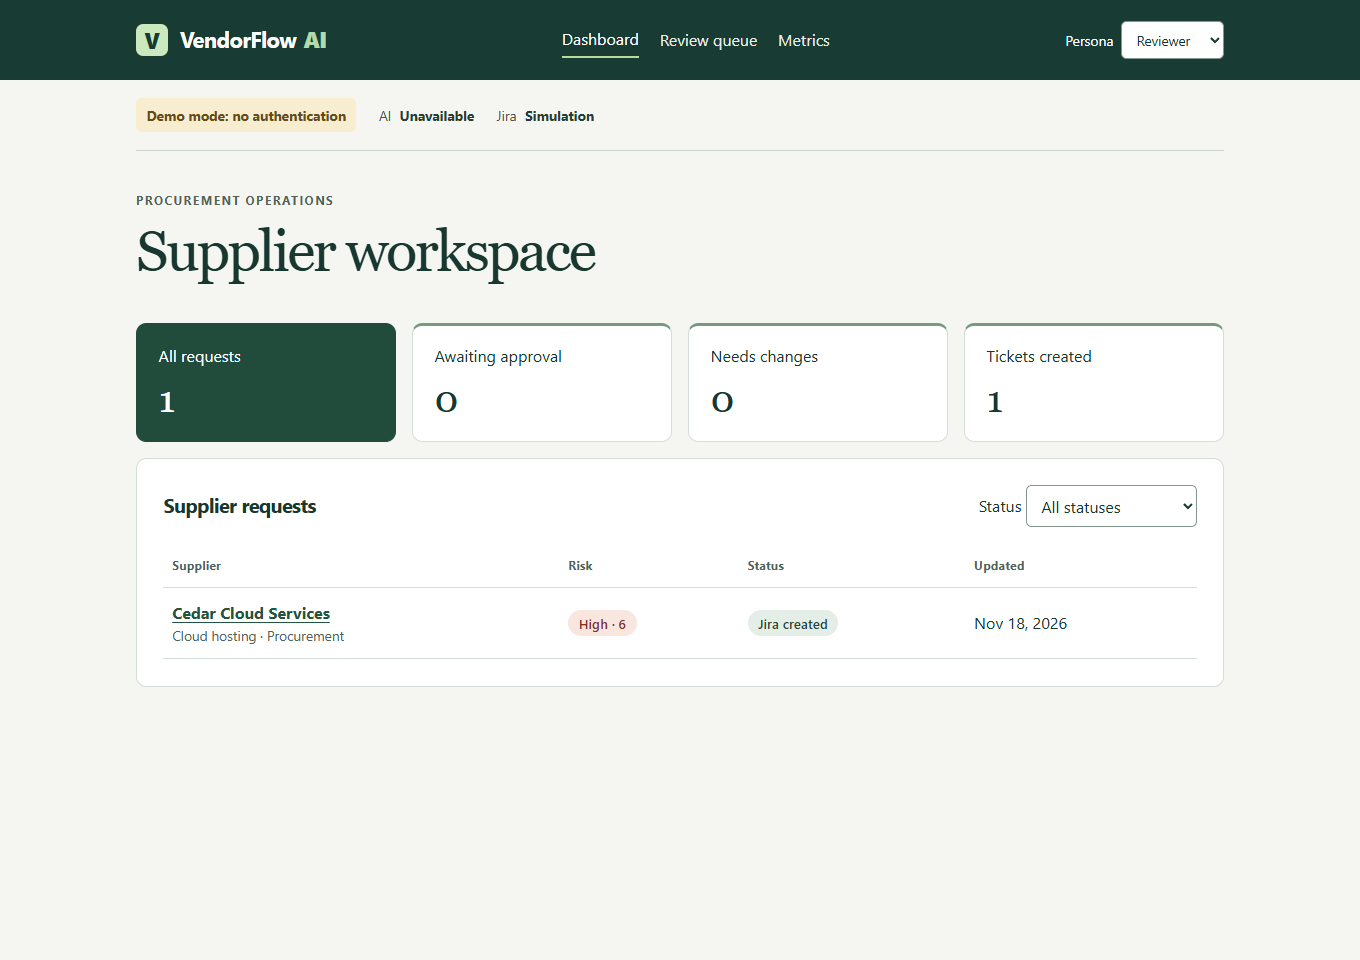 V VendorFlow AI
Dashboard Review queue Metrics
Persona Reviewer
Demo mode: no authentication AI Unavailable Jira Simulation
PROCUREMENT OPERATIONS
Supplier workspace
All requests
1
Awaiting approval
0
Needs changes
0
Tickets created
1
Supplier requests
Status All statuses
Supplier Risk Status Updated
Cedar Cloud Services High · 6 Jira created Nov 18, 2026
Cloud hosting · Procurement